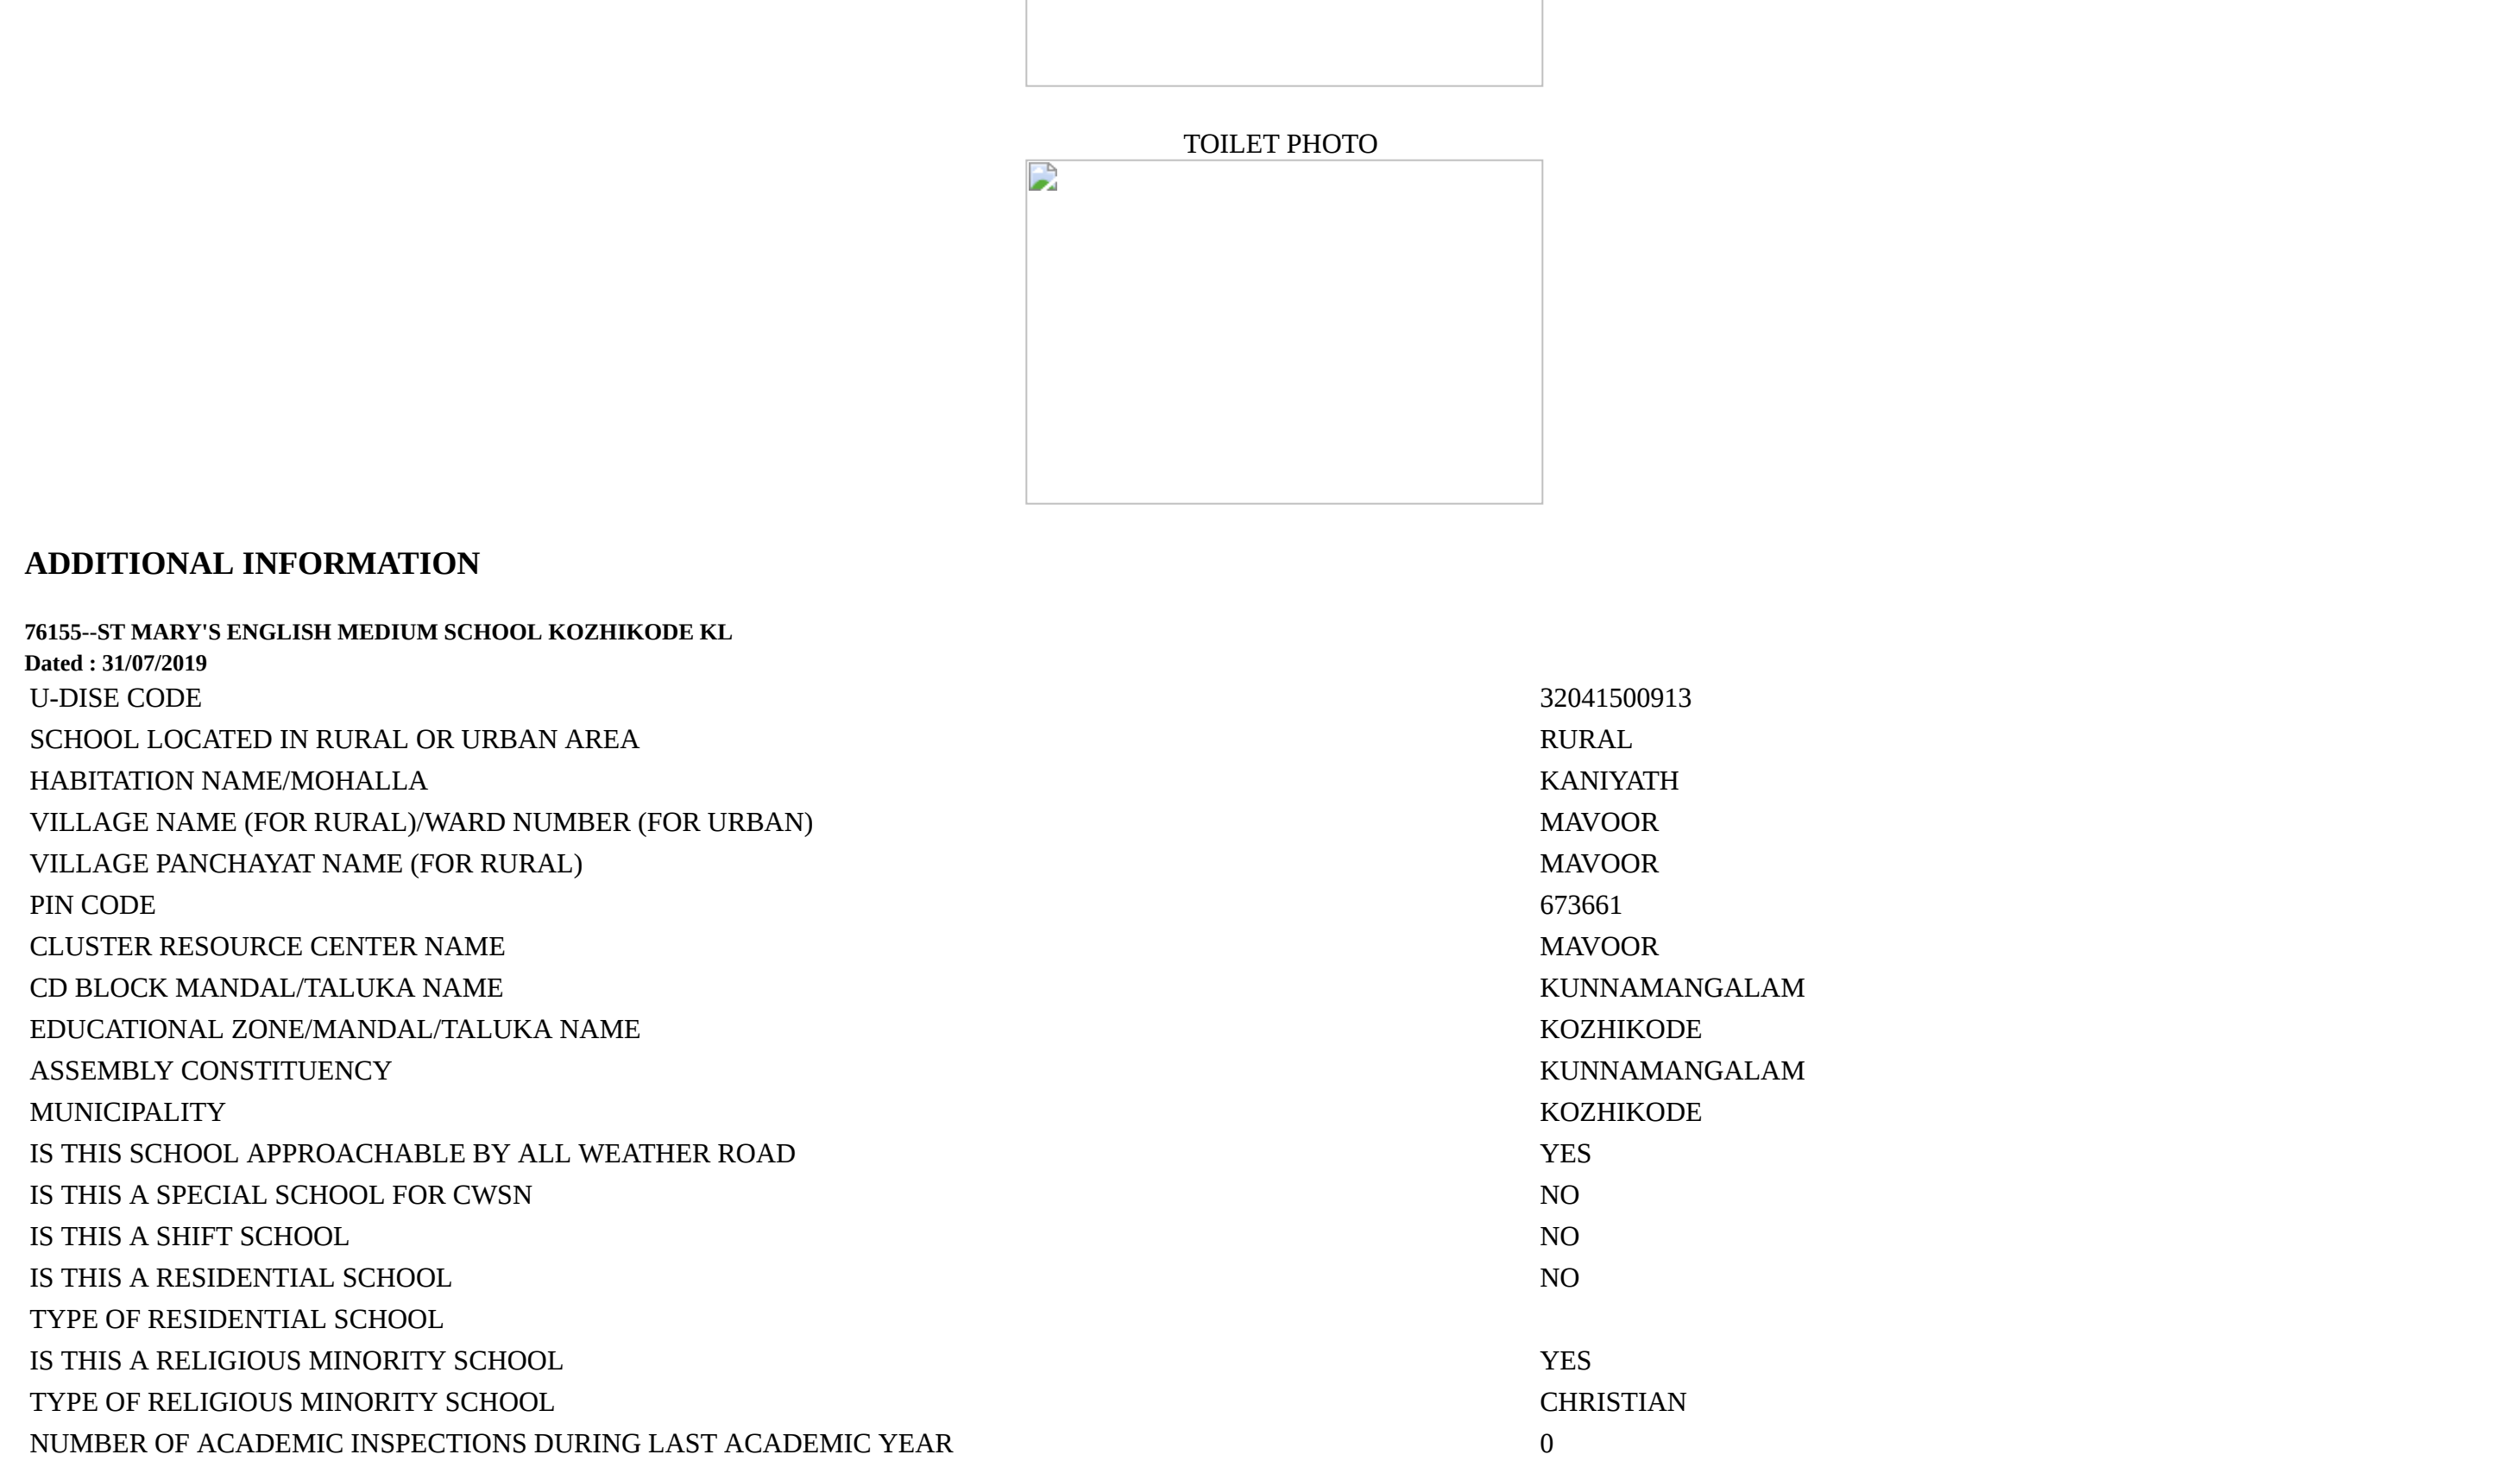 TOILET PHOTO
ADDITIONAL INFORMATION
76155--ST MARY'S ENGLISH MEDIUM SCHOOL KOZHIKODE KL
Dated : 31/07/2019
U-DISE CODE 32041500913
SCHOOL LOCATED IN RURAL OR URBAN AREA RURAL
HABITATION NAME/MOHALLA KANIYATH
VILLAGE NAME (FOR RURAL)/WARD NUMBER (FOR URBAN) MAVOOR
VILLAGE PANCHAYAT NAME (FOR RURAL) MAVOOR
PIN CODE 673661
CLUSTER RESOURCE CENTER NAME MAVOOR
CD BLOCK MANDAL/TALUKA NAME KUNNAMANGALAM
EDUCATIONAL ZONE/MANDAL/TALUKA NAME KOZHIKODE
ASSEMBLY CONSTITUENCY KUNNAMANGALAM
MUNICIPALITY KOZHIKODE
IS THIS SCHOOL APPROACHABLE BY ALL WEATHER ROAD YES
IS THIS A SPECIAL SCHOOL FOR CWSN NO
IS THIS A SHIFT SCHOOL NO
IS THIS A RESIDENTIAL SCHOOL NO
TYPE OF RESIDENTIAL SCHOOL
IS THIS A RELIGIOUS MINORITY SCHOOL YES
TYPE OF RELIGIOUS MINORITY SCHOOL CHRISTIAN
NUMBER OF ACADEMIC INSPECTIONS DURING LAST ACADEMIC YEAR 0